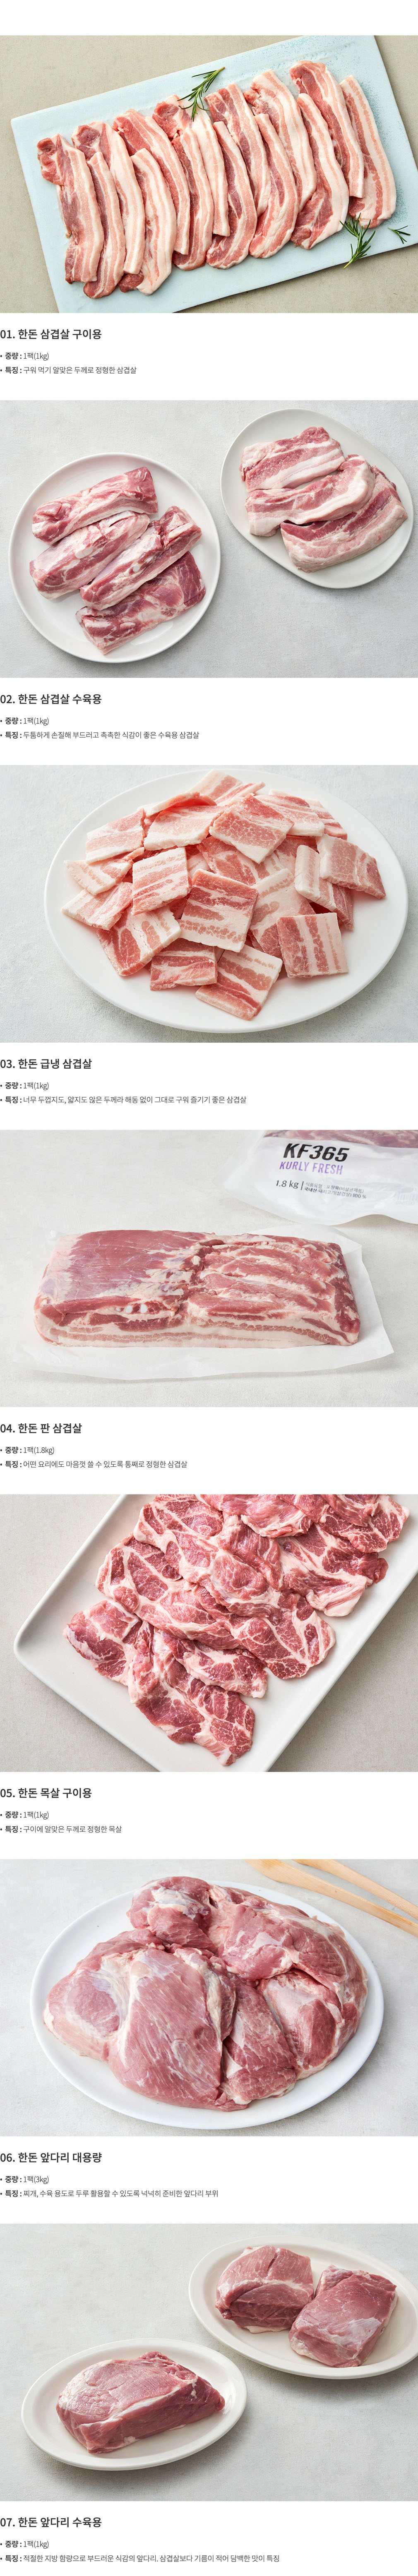 01. 한돈 삼겹살 구이용
• 중량 : 1팩(1kg)
• 특징 : 구워 먹기 알맞은 두께로 정형한 삼겹살
02. 한돈 삼겹살 수육용
• 중량 : 1팩(1kg)
• 특징 : 두툼하게 손질해 부드러고 촉촉한 식감이 좋은 수육용 삼겹살
03. 한돈 급냉 삼겹살
• 중량 : 1팩(1kg)
• 특징 : 너무 두껍지도, 얇지도 않은 두께라 해동 없이 그대로 구워 즐기기 좋은 삼겹살
KF365
KURLY FRESH
1.8 kg
04. 한돈 판 삼겹살
• 중량 : 1팩(1.8kg)
• 특징 : 어떤 요리에도 마음껏 쓸 수 있도록 통째로 정형한 삼겹살
05. 한돈 목살 구이용
• 중량 : 1팩(1kg)
• 특징 : 구이에 알맞은 두께로 정형한 목살
06. 한돈 앞다리 대용량
• 중량 : 1팩(3kg)
• 특징 : 찌개, 수육 용도로 두루 활용할 수 있도록 넉넉히 준비한 앞다리 부위
07. 한돈 앞다리 수육용
• 중량 : 1팩(1kg)
• 특징 : 적절한 지방 함량으로 부드러운 식감의 앞다리. 삼겹살보다 기름이 적어 담백한 맛이 특징